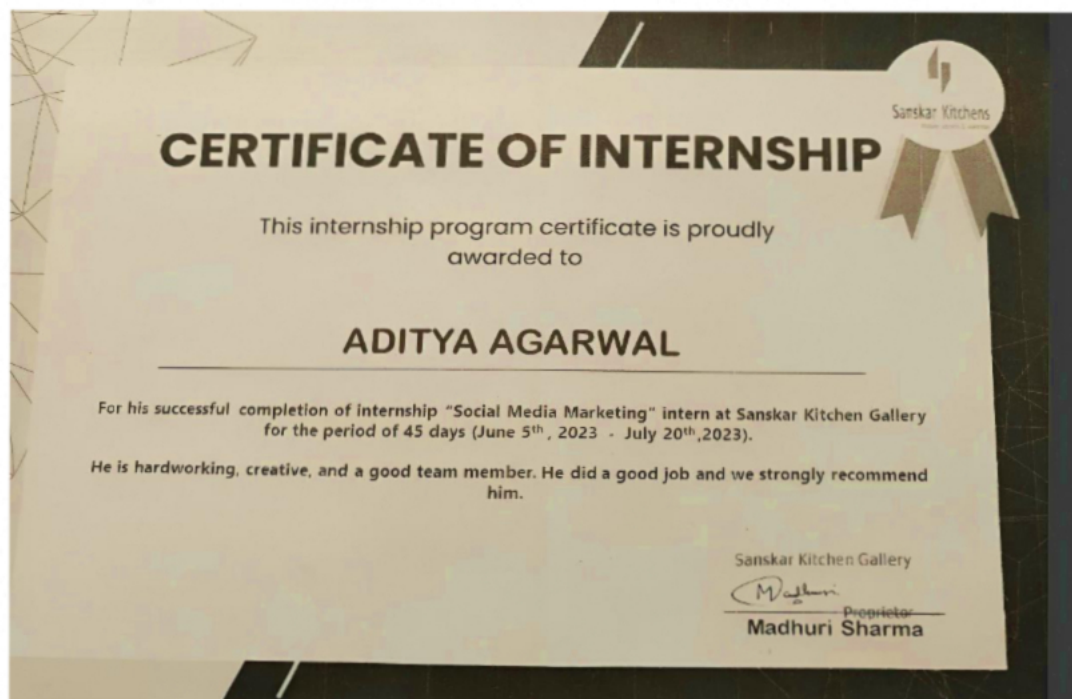 Sanskar Kitchens
CERTIFICATE OF INTERNSHIP
This internship program certificate is proudly
awarded to
ADITYA AGARWAL
For his successful completion of internship “Social Media Marketing” intern at Sanskar Kitchen Gallery
for the period of 45 days (June 5th, 2023 - July 20th,2023).
He is hardworking, creative, and a good team member. He did a good job and we strongly recommend
him.
Sanskar Kitchen Gallery
Madhuri
Proprietor
Madhuri Sharma